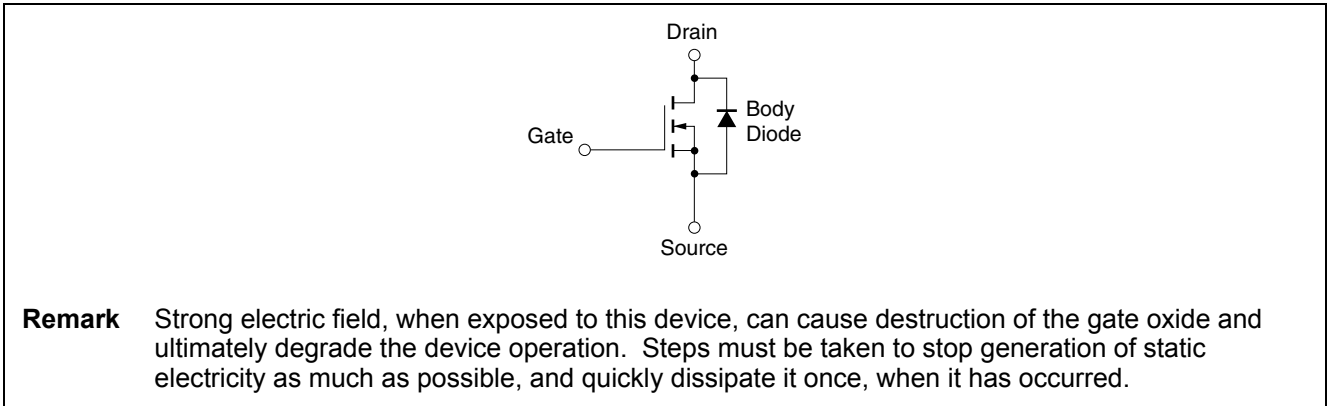 Drain
Body
Diode
Gate
Source
Remark Strong electric field, when exposed to this device, can cause destruction of the gate oxide and
ultimately degrade the device operation. Steps must be taken to stop generation of static
electricity as much as possible, and quickly dissipate it once, when it has occurred.